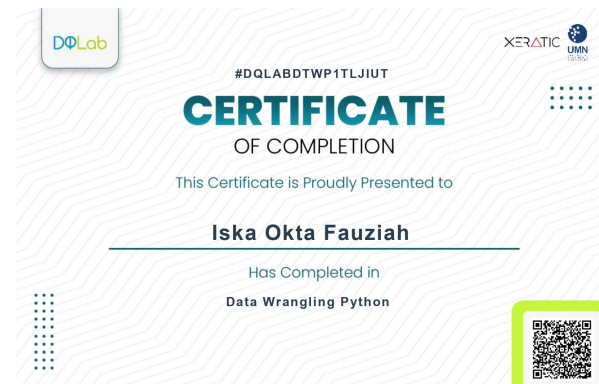 DQLab
XERATIC
UMN
#DQLABDTWP1TLJIUT
CERTIFICATE
OF COMPLETION
This Certificate is Proudly Presented to
Iska Okta Fauziah
Has Completed in
Data Wrangling Python